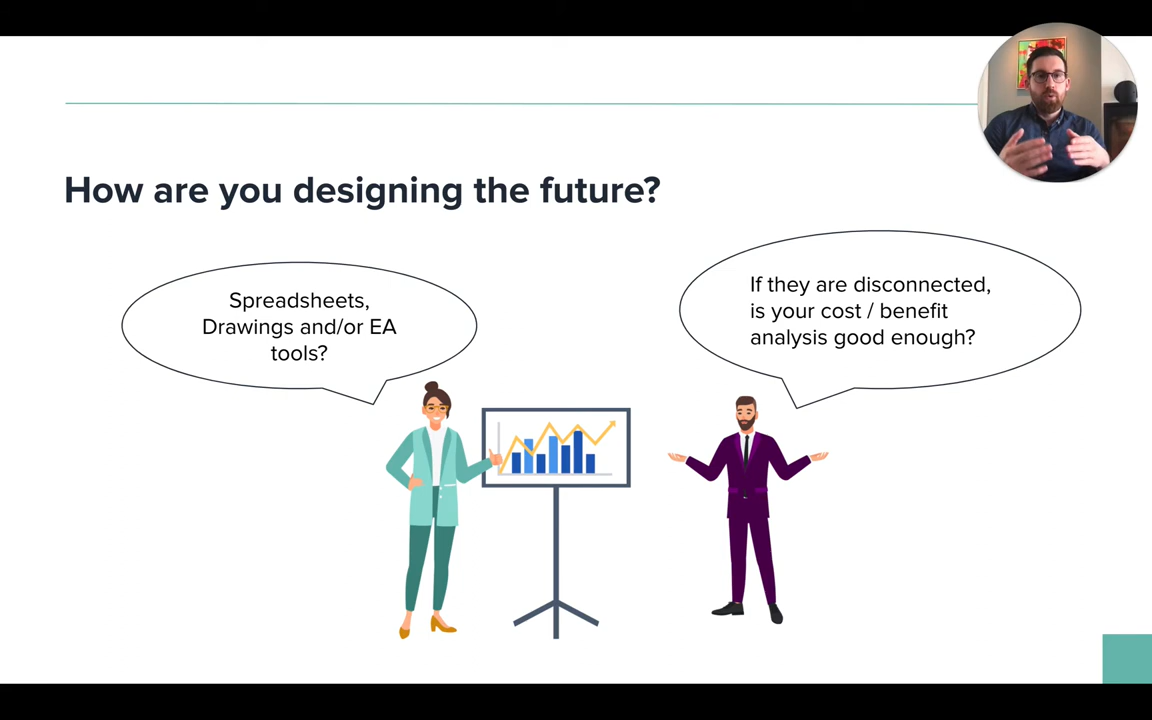 How are you designing the future?
Spreadsheets,
Drawings and/or EA
tools?
If they are disconnected,
is your cost / benefit
analysis good enough?